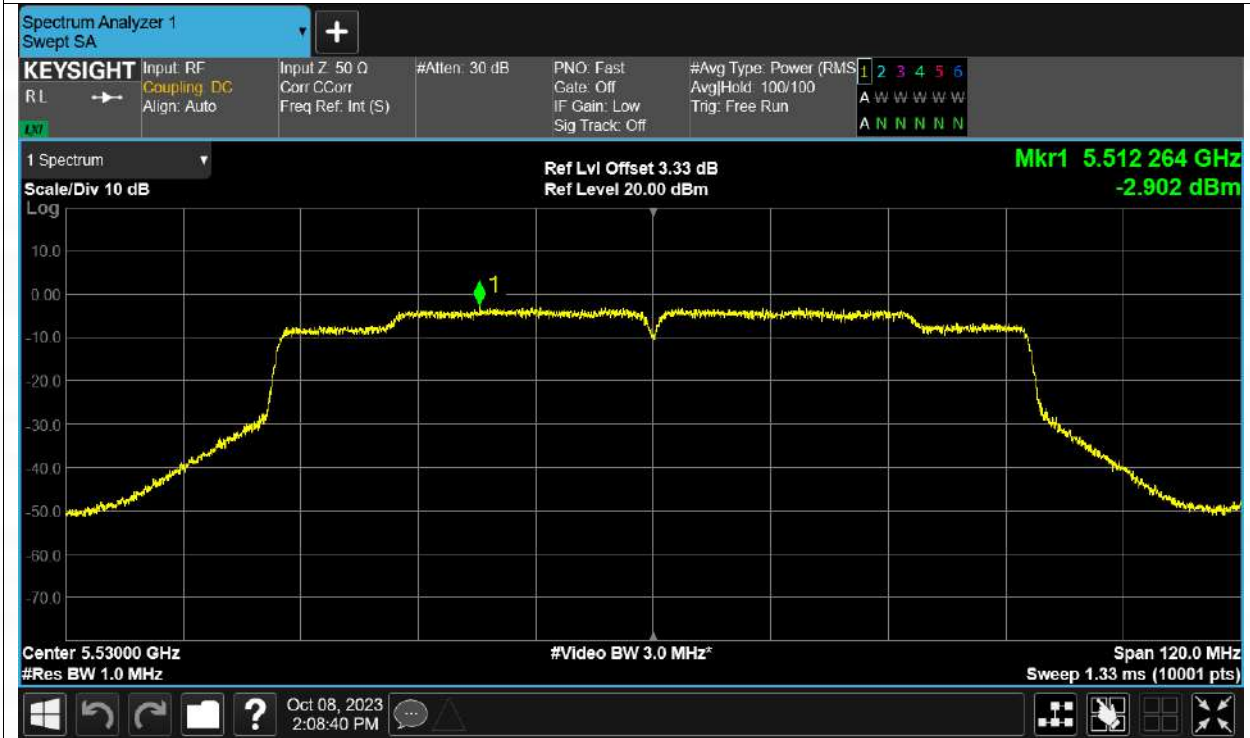 Spectrum Analyzer 1
Swept SA
+
KEYSIGHT
RL
LXI
Input: RF
Coupling: DC
Align: Auto
Input Z: 50 Ω
Corr CCorr
Freq Ref: Int (S)
#Atten: 30 dB
PNO: Fast
Gate: Off
IF Gain: Low
Sig Track: Off
#Avg Type: Power (RMS
Avg|Hold: 100/100
Trig: Free Run
1 2 3 4 5 6
A W W W W W
A N N N N N
1 Spectrum
Scale/Div 10 dB
Log
Ref Lvl Offset 3.33 dB
Ref Level 20.00 dBm
Mkr1 5.512 264 GHz
-2.902 dBm
10.0
0.00
-10.0
-20.0
-30.0
-40.0
-50.0
-60.0
-70.0
1
Center 5.53000 GHz
#Res BW 1.0 MHz
#Video BW 3.0 MHz*
Span 120.0 MHz
Sweep 1.33 ms (10001 pts)
?
Oct 08, 2023
2:08:40 PM